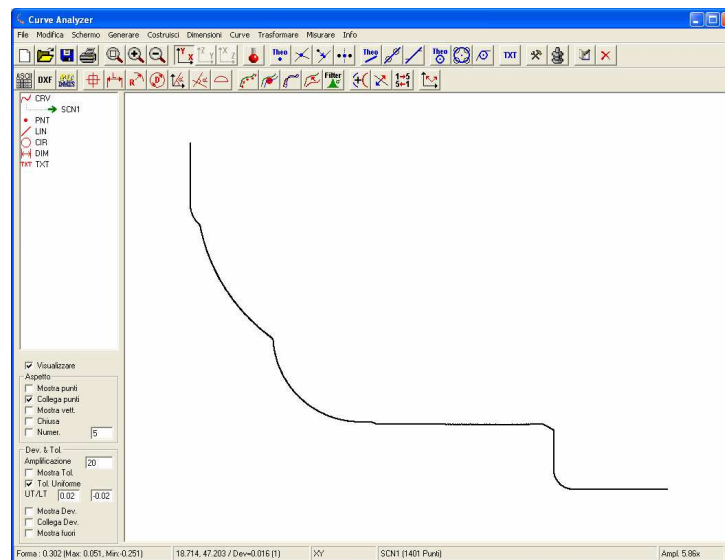 Curve Analyzer
File Modifica Schermo Generare Costruisci Dimensioni Curve Trasformare Misurare Info
Y X Z Y Z X Theo Theo Theo TXT
ASCII DXF DMIS R D Filter 1→5 5←1
CRV
SCN1
PNT
LIN
CIR
DIM
TXT TXT
Visualizzare
Aspetto
Mostra punti
Collega punti
Mostra vett.
Chiusa
Numer. 5
Dev. & Tol.
Amplificazione 20
Mostra Tol.
Tol. Uniforme
UT/LT 0.02 -0.02
Mostra Dev.
Collega Dev.
Mostra fuori
Forma : 0.302 (Max: 0.051, Min:-0.251) 18.714, 47.203 / Dev=0.016 (1) XY SCN1 (1401 Punti) Ampl. 5.86x